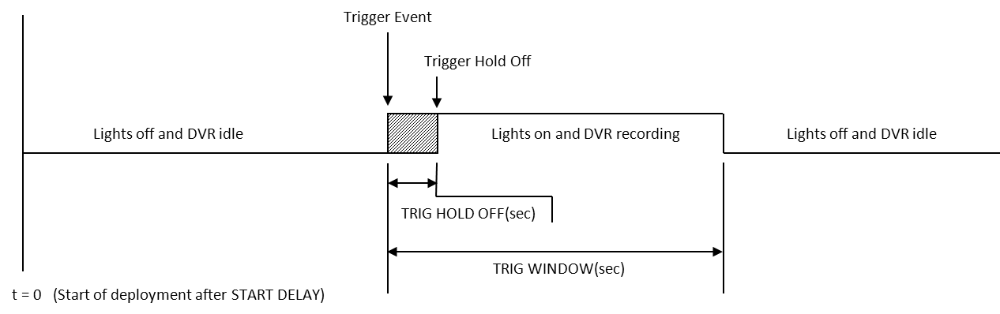 Trigger Event
Trigger Hold Off
Lights off and DVR idle
Lights on and DVR recording
Lights off and DVR idle
TRIG HOLD OFF(sec)
TRIG WINDOW(sec)
t = 0 (Start of deployment after START DELAY)